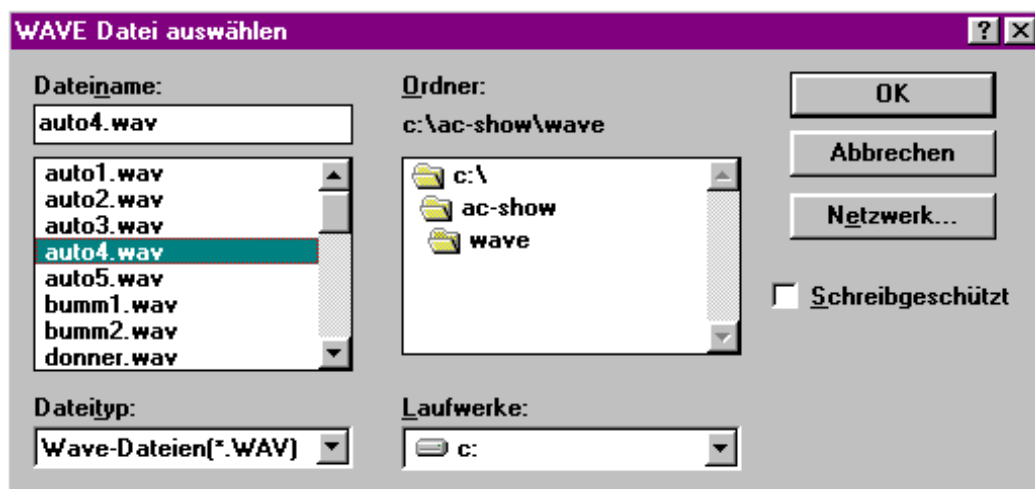 WAVE Datei auswählen
Dateiname:
auto4.wav
auto1.wav
auto2.wav
auto3.wav
auto4.wav
auto5.wav
bumm1.wav
bumm2.wav
donner.wav
Dateityp:
Wave-Dateien(*.WAV)
Ordner:
c:\ac-show\wave
c:\
ac-show
wave
Laufwerke:
c:
OK
Abbrechen
Netzwerk...
Schreibgeschützt